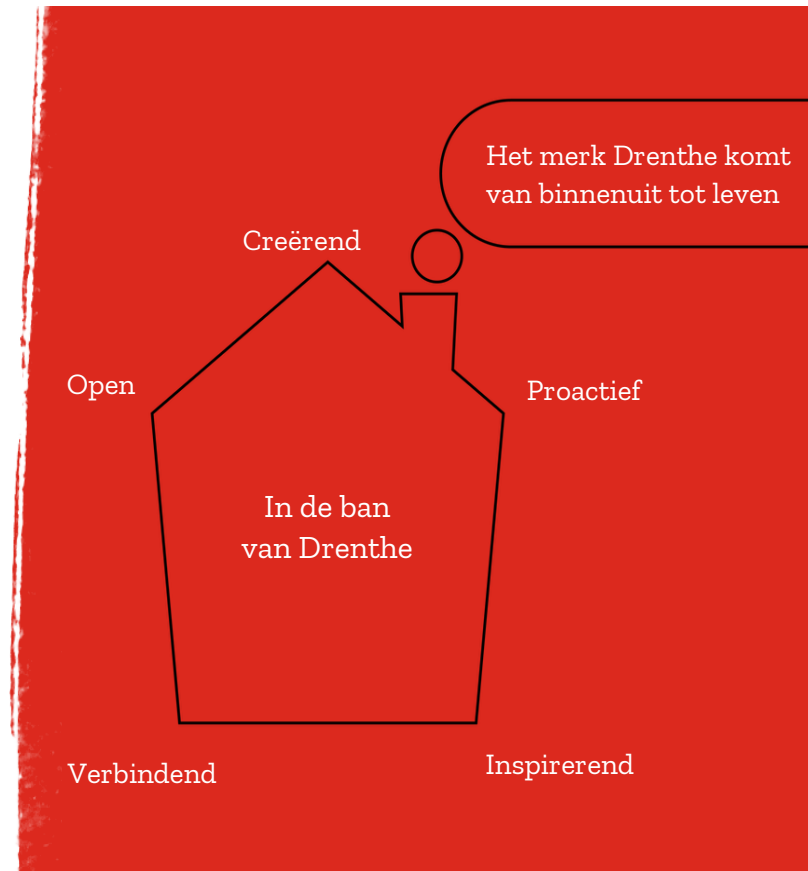 Het merk Drenthe komt
van binnenuit tot leven
Creërend
Open
Proactief
In de ban
van Drenthe
Verbindend
Inspirerend